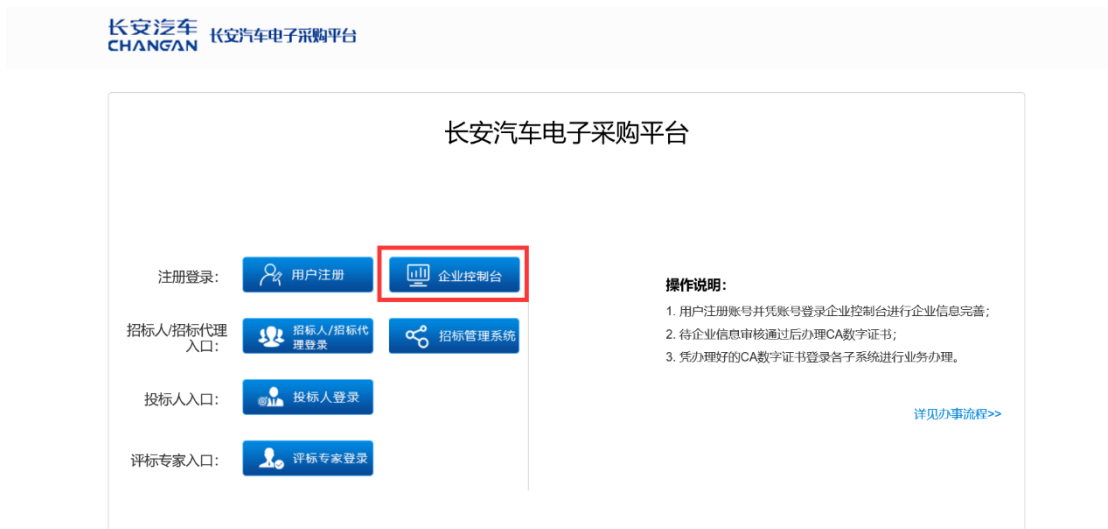 长安汽车
CHANGAN
长安汽车电子采购平台
长安汽车电子采购平台
注册登录:
用户注册
企业控制台
招标人/招标代理
入口:
招标人/招标代
理登录
招标管理系统
投标人入口:
投标人登录
评标专家入口:
评标专家登录
操作说明:
1. 用户注册账号并凭账号登录企业控制台进行企业信息完善;
2. 待企业信息审核通过后办理CA数字证书;
3. 凭办理好的CA数字证书登录各子系统进行业务办理。
详见办事流程>>